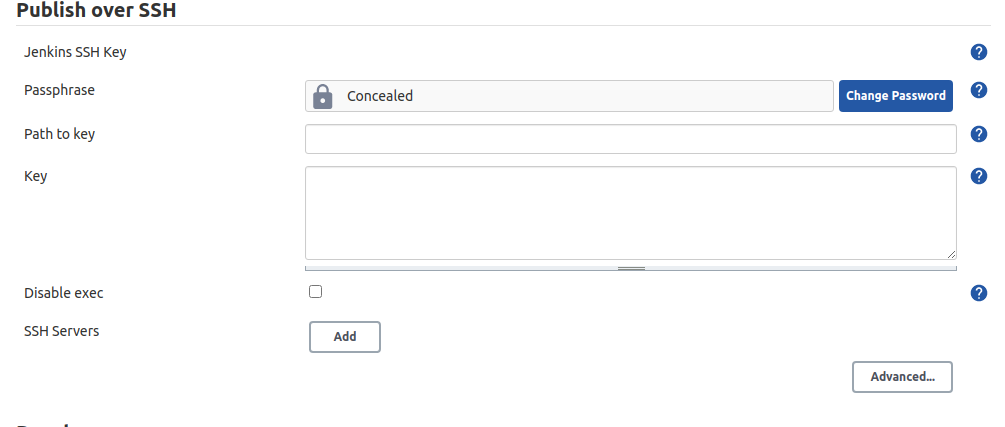 Publish over SSH
Jenkins SSH Key
?
Passphrase
Concealed
Change Password
?
Path to key
?
Key
?
Disable exec
?
SSH Servers
Add
Advanced...